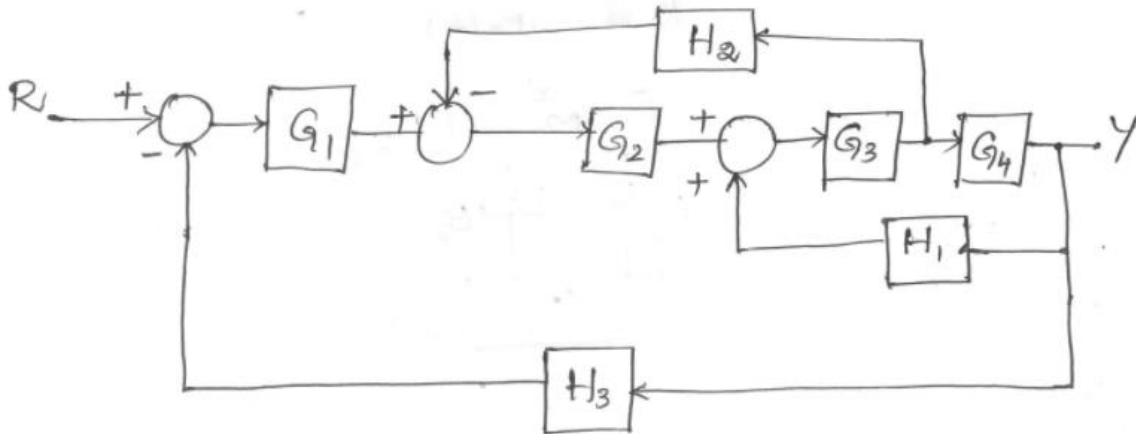 H2
R + G1 + - G2 + G3 G4 Y
- +
H1
H3